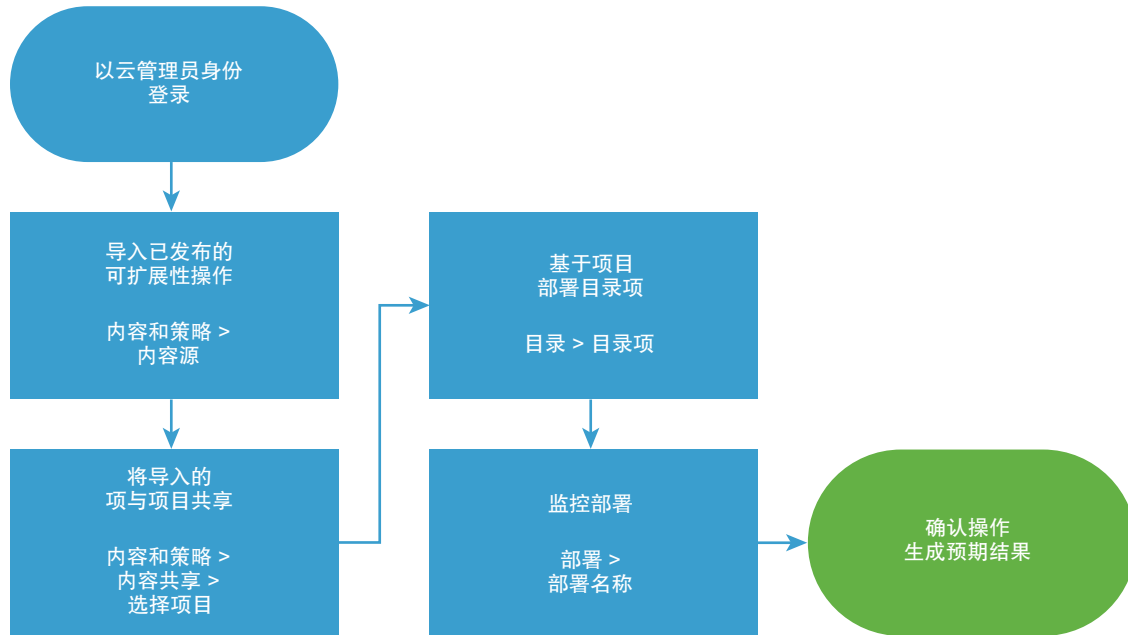 以云管理员身份
登录
导入已发布的
可扩展性操作
内容和策略 >
内容源
将导入的
项与项目共享
内容和策略 >
内容共享 >
选择项目
基于项目
部署目录项
目录 > 目录项
监控部署
部署 >
部署名称
确认操作
生成预期结果